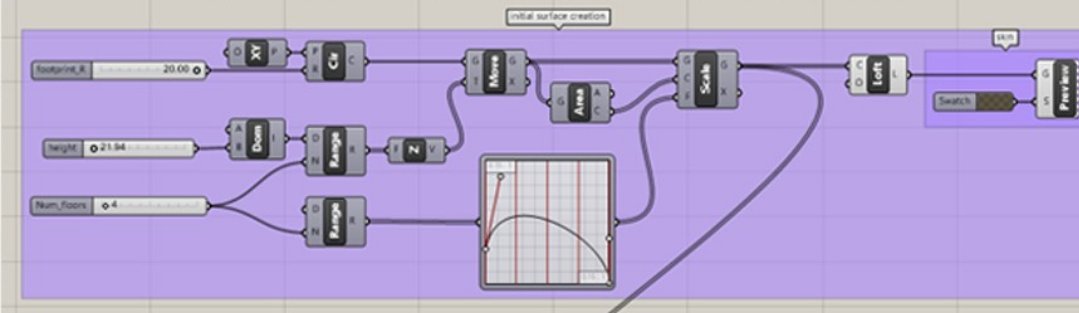 initial surface creation
skin
footprint_R 20.00
O XY P
P R Cir C
G T Move G X
G Area A C
G C F Scale G X
C O Loft L
G S Preview
Swatch
height 21.94
A B Dom I
D N Range R
F Z V
Num_floors 4
D N Range R